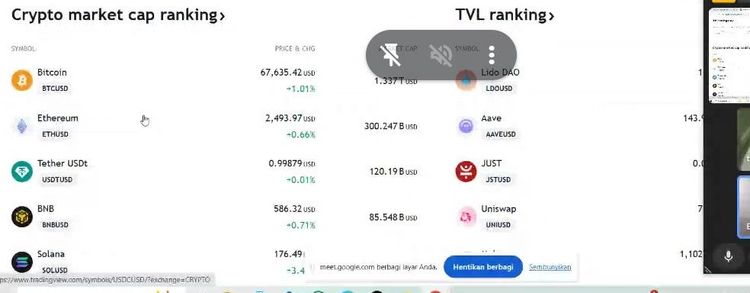 Crypto market cap ranking›
SYMBOL PRICE & CHG CAP
Bitcoin 67,635.42 USD 1.337 T USD
BTCUSD +1.01%
Ethereum 2,493.97 USD 300.247 B USD
ETHUSD +0.66%
Tether USDt 0.99879 USD 120.19 B USD
USDTUSD +0.01%
BNB 586.32 USD 85.548 B USD
BNBUSD +0.71%
Solana 176.49
SOLUSD +3.4
TVL ranking›
SYMBOL
Lido DAO 1.
LDOUSD
Aave 143.9
AAVEUSD
JUST
JSTUSD
Uniswap
UNIUSD
1,102
meet.google.com berbagi layar Anda. Hentikan berbagi Sembunyikan
ps://www.tradingview.com/symbols/USDCUSD/?exchange=CRYPTO